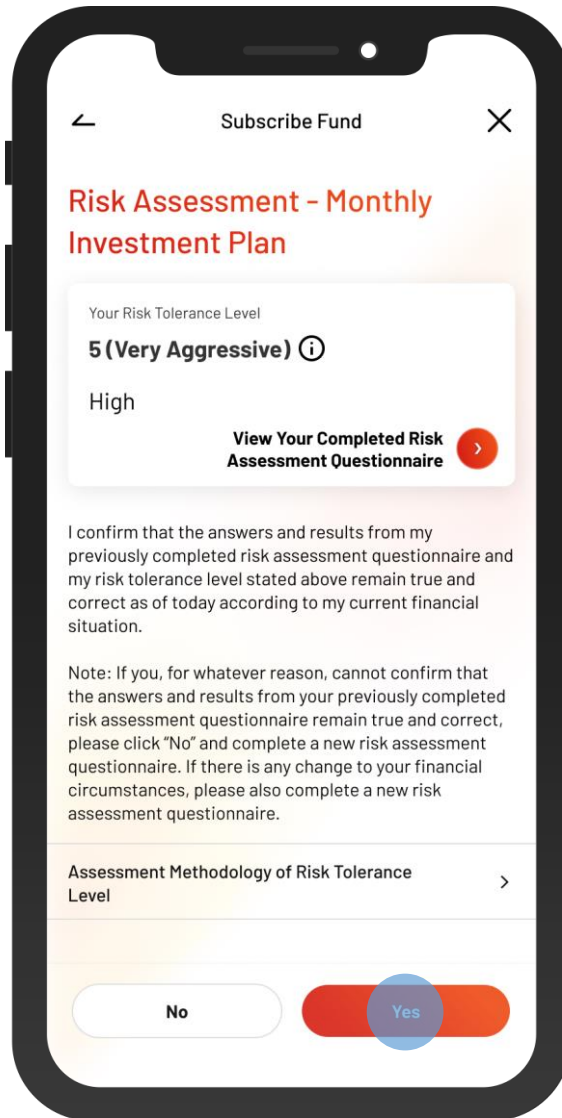 Subscribe Fund
Risk Assessment - Monthly
Investment Plan
Your Risk Tolerance Level
5 (Very Aggressive)
High
View Your Completed Risk
Assessment Questionnaire
I confirm that the answers and results from my
previously completed risk assessment questionnaire and
my risk tolerance level stated above remain true and
correct as of today according to my current financial
situation.
Note: If you, for whatever reason, cannot confirm that
the answers and results from your previously completed
risk assessment questionnaire remain true and correct,
please click “No” and complete a new risk assessment
questionnaire. If there is any change to your financial
circumstances, please also complete a new risk
assessment questionnaire.
Assessment Methodology of Risk Tolerance
Level
No
Yes